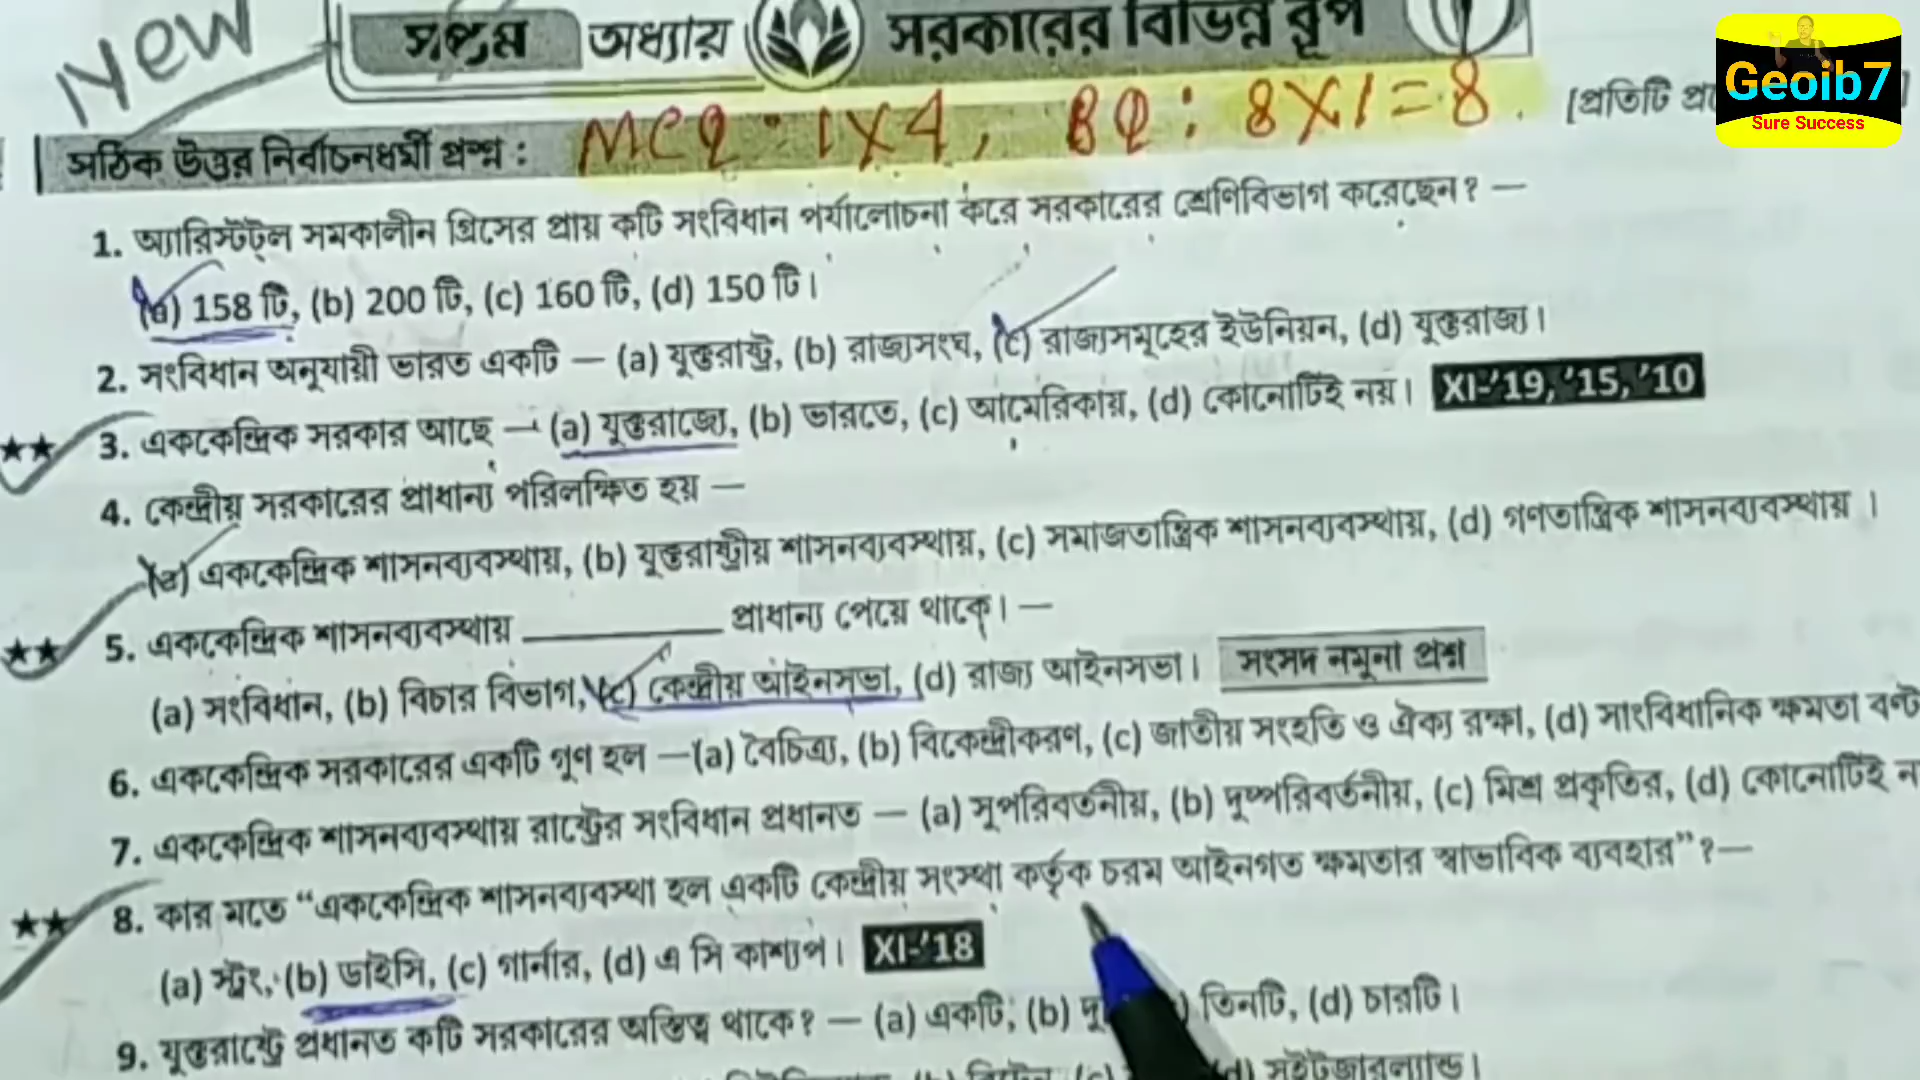 New
সপ্তম অধ্যায় সরকারের বিভিন্ন রূপ
Geoib7
Sure Success
সঠিক উত্তর নির্বাচনধর্মী প্রশ্ন : MCQ : 1X4, BQ : 8X1=8. [প্রতিটি
1. অ্যারিস্টট্ল সমকালীন গ্রিসের প্রায় কটি সংবিধান পর্যালোচনা করে সরকারের শ্রেণিবিভাগ করেছেন? —
(a) 158 টি, (b) 200 টি, (c) 160 টি, (d) 150 টি।
2. সংবিধান অনুযায়ী ভারত একটি — (a) যুক্তরাষ্ট্র, (b) রাজ্যসংঘ, (c) রাজ্যসমূহের ইউনিয়ন, (d) যুক্তরাজ্য।
★★ 3. এককেন্দ্রিক সরকার আছে — (a) যুক্তরাজ্যে, (b) ভারতে, (c) আমেরিকায়, (d) কোনোটিই নয়। XI-'19, '15, '10
4. কেন্দ্রীয় সরকারের প্রাধান্য পরিলক্ষিত হয় —
(a) এককেন্দ্রিক শাসনব্যবস্থায়, (b) যুক্তরাষ্ট্রীয় শাসনব্যবস্থায়, (c) সমাজতান্ত্রিক শাসনব্যবস্থায়, (d) গণতান্ত্রিক শাসনব্যবস্থায়।
★★ 5. এককেন্দ্রিক শাসনব্যবস্থায় __________ প্রাধান্য পেয়ে থাকে। —
(a) সংবিধান, (b) বিচার বিভাগ, (c) কেন্দ্রীয় আইনসভা, (d) রাজ্য আইনসভা। সংসদ নমুনা প্রশ্ন
6. এককেন্দ্রিক সরকারের একটি গুণ হল —(a) বৈচিত্র্য, (b) বিকেন্দ্রীকরণ, (c) জাতীয় সংহতি ও ঐক্য রক্ষা, (d) সাংবিধানিক ক্ষমতা
7. এককেন্দ্রিক শাসনব্যবস্থায় রাষ্ট্রের সংবিধান প্রধানত — (a) সুপরিবর্তনীয়, (b) দুষ্পরিবর্তনীয়, (c) মিশ্র প্রকৃতির, (d) কোনোটিই
★★ 8. কার মতে “এককেন্দ্রিক শাসনব্যবস্থা হল একটি কেন্দ্রীয় সংস্থা কর্তৃক চরম আইনগত ক্ষমতার স্বাভাবিক ব্যবহার”?—
(a) স্ট্রং, (b) ডাইসি, (c) গার্নার, (d) এ সি কাশ্যপ। XI-'18
9. যুক্তরাষ্ট্রে প্রধানত কটি সরকারের অস্তিত্ব থাকে? — (a) একটি, (b) তিনটি, (d) চারটি।
(b) ব্রিটেন, (c) (d) সুইটজারল্যান্ড।